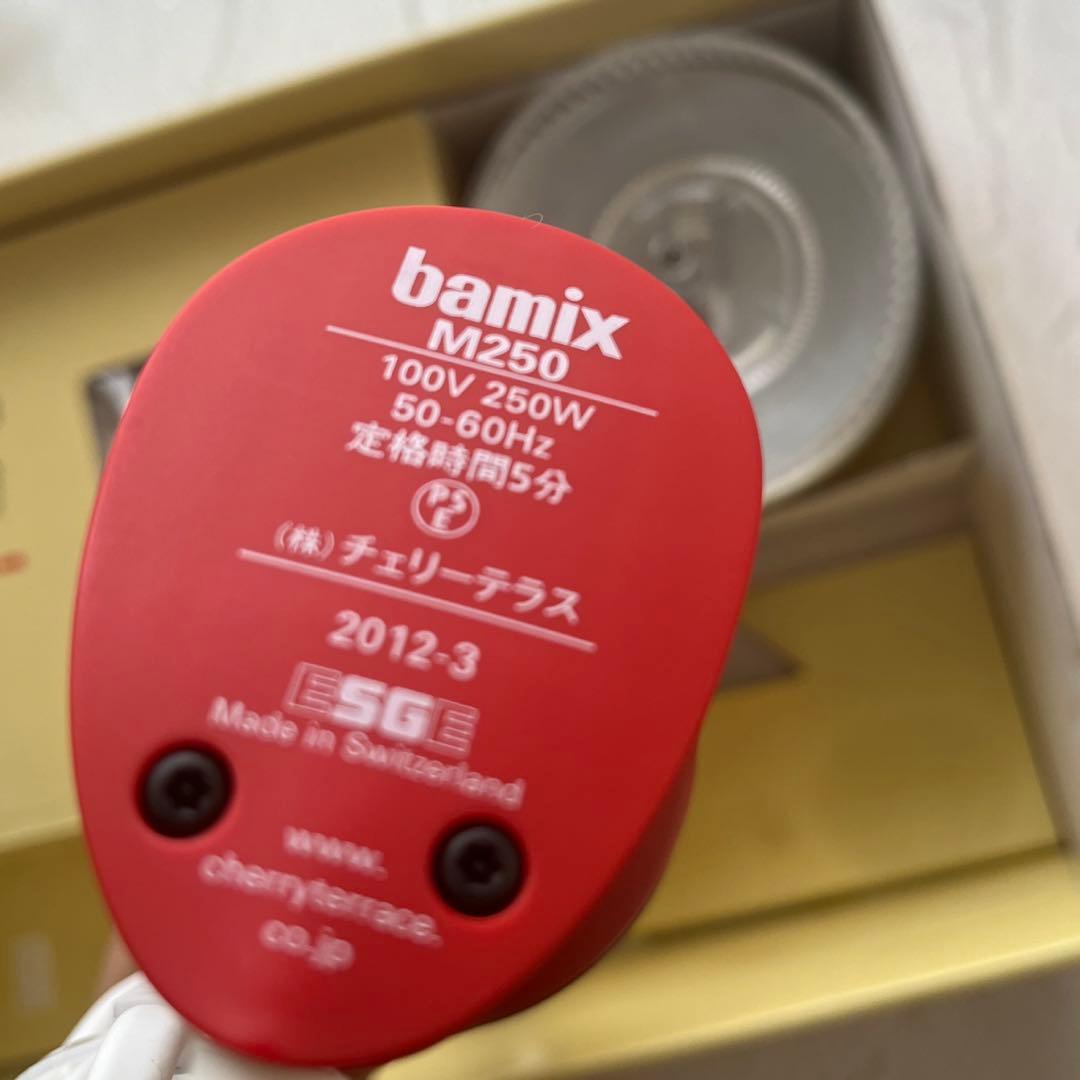 bamix
M250
100V 250W
50-60Hz
定格時間5分
PSE
(株)チェリーテラス
2012-3
ESGE
Made in Switzerland
www.
cherryterrace.
co.jp